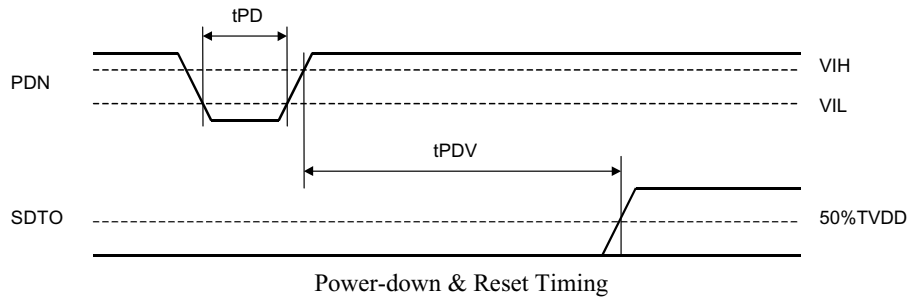 tPD
PDN
VIH
VIL
tPDV
SDTO
50%TVDD
Power-down & Reset Timing